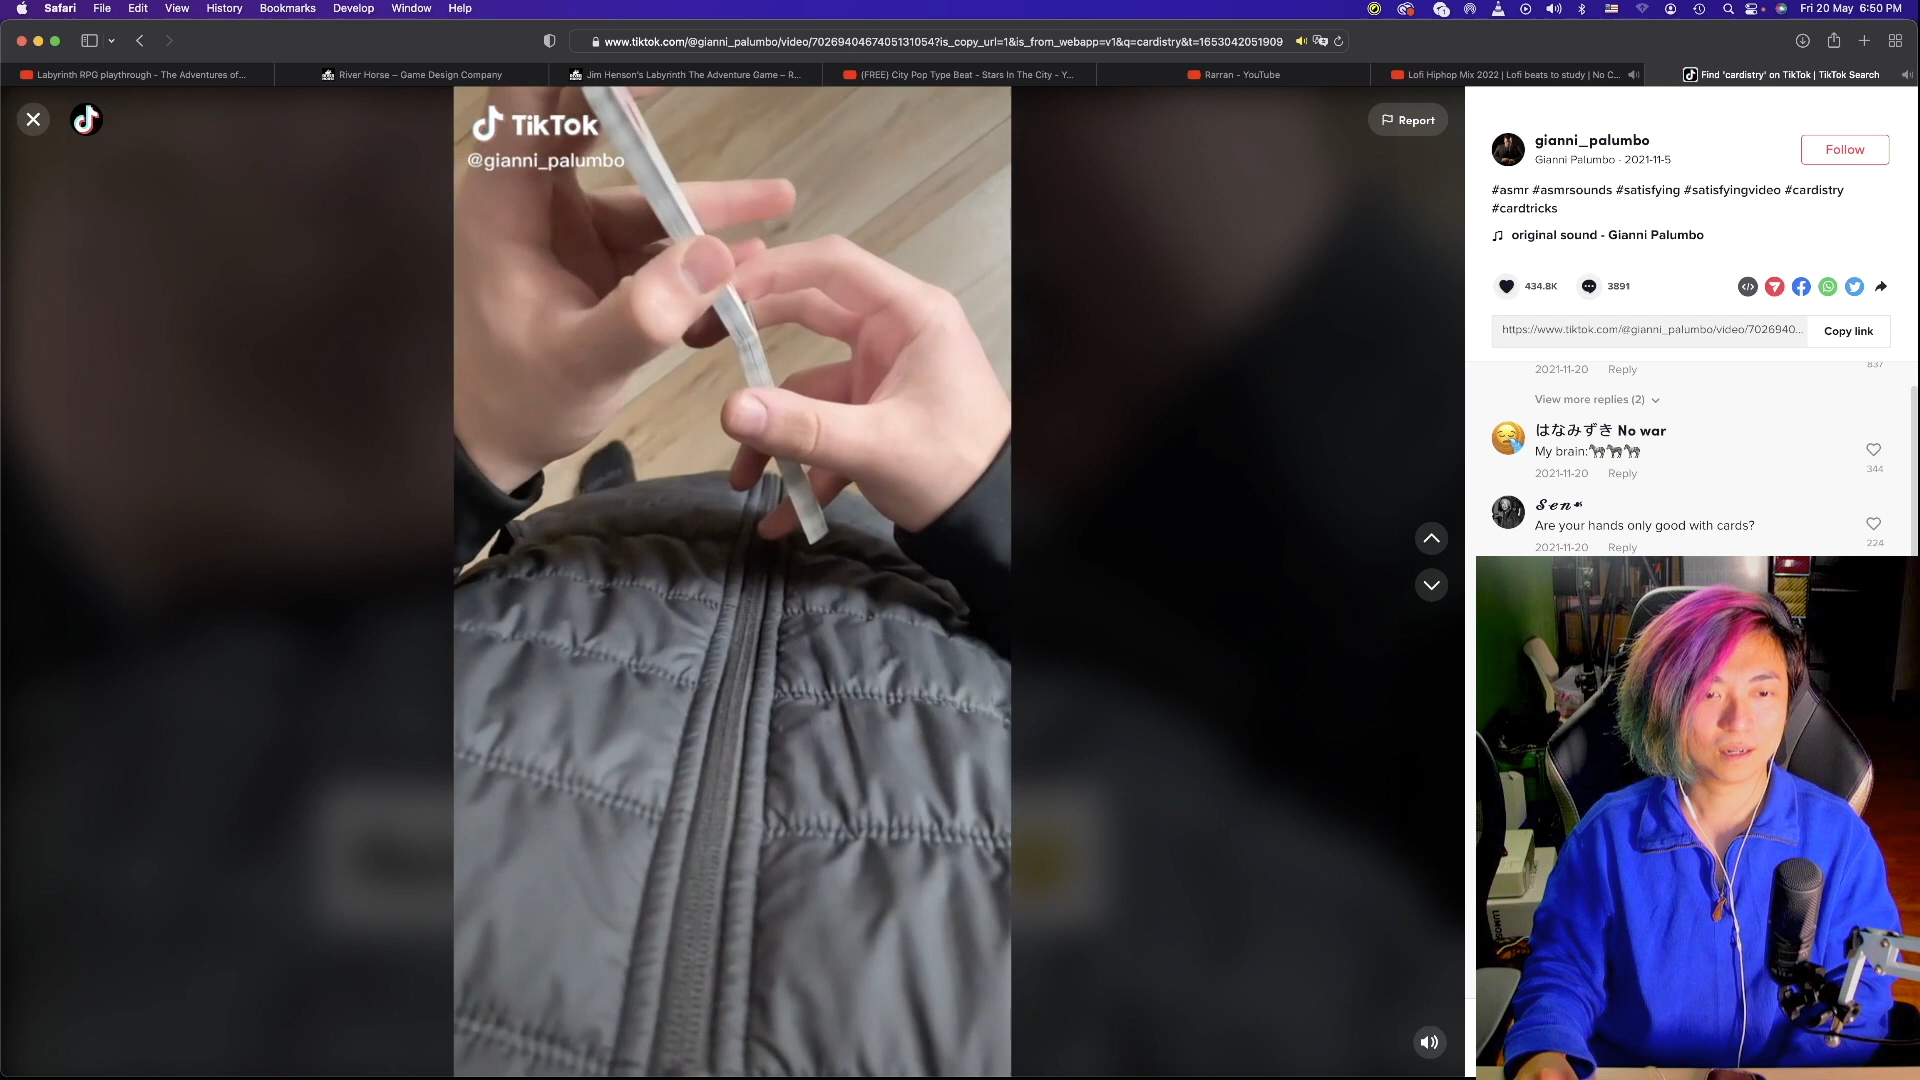 Safari File Edit View History Bookmarks Develop Window Help
Fri 20 May 6:50 PM
www.tiktok.com/@gianni_palumbo/video/7026940467405131054?is_copy_url=1&is_from_webapp=v1&q=cardistry&t=1653042051909
Labyrinth RPG playthrough - The Adventures of...
River Horse – Game Design Company
Jim Henson's Labyrinth The Adventure Game – R...
(FREE) City Pop Type Beat - Stars In The City - Y...
Rarran - YouTube
Lofi Hiphop Mix 2022 | Lofi beats to study | No C...
Find 'cardistry' on TikTok | TikTok Search
TikTok
@gianni_palumbo
Report
gianni_palumbo
Gianni Palumbo · 2021-11-5
Follow
#asmr #asmrsounds #satisfying #satisfyingvideo #cardistry
#cardtricks
original sound - Gianni Palumbo
434.8K 3891
https://www.tiktok.com/@gianni_palumbo/video/7026940...
Copy link
2021-11-20 Reply
837
View more replies (2)
はなみずき No war
My brain:🦓🦓🦓
344
2021-11-20 Reply
𝓢𝓮𝓷
Are your hands only good with cards?
224
2021-11-20 Reply